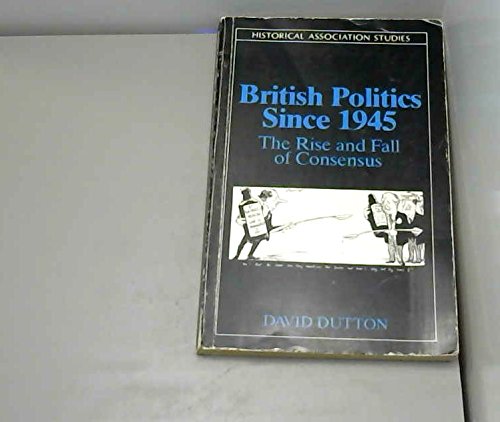 HISTORICAL ASSOCIATION STUDIES
British Politics
Since 1945
The Rise and Fall
of Consensus
DAVID DUTTON